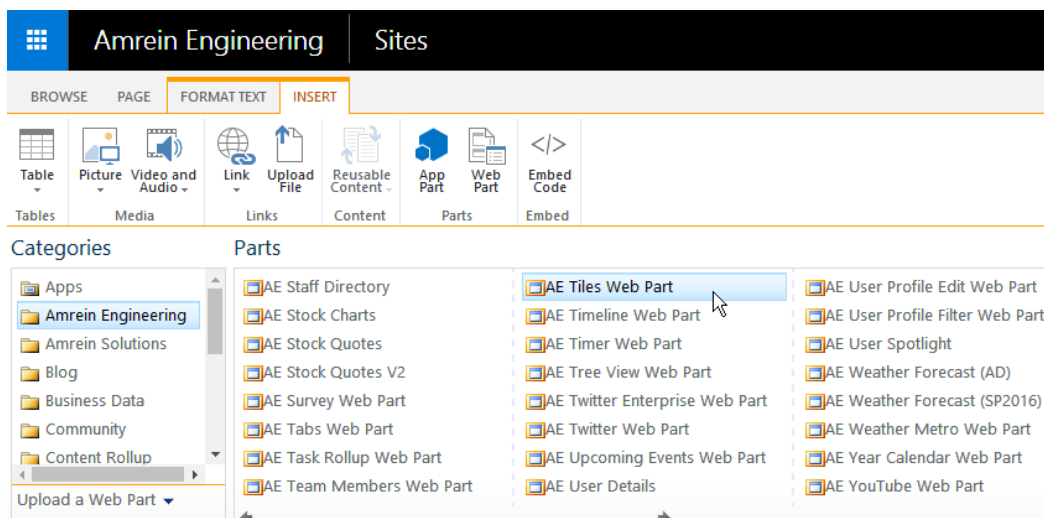 Amrein Engineering Sites
BROWSE PAGE FORMAT TEXT INSERT
Table
Picture
Video and
Audio
Link
Upload
File
Reusable
Content
App
Part
Web
Part
</>
Embed
Code
Tables Media Links Content Parts Embed
Categories
Apps
Amrein Engineering
Amrein Solutions
Blog
Business Data
Community
Content Rollup
Upload a Web Part
Parts
AE Staff Directory
AE Stock Charts
AE Stock Quotes
AE Stock Quotes V2
AE Survey Web Part
AE Tabs Web Part
AE Task Rollup Web Part
AE Team Members Web Part
AE Tiles Web Part
AE Timeline Web Part
AE Timer Web Part
AE Tree View Web Part
AE Twitter Enterprise Web Part
AE Twitter Web Part
AE Upcoming Events Web Part
AE User Details
AE User Profile Edit Web Part
AE User Profile Filter Web Part
AE User Spotlight
AE Weather Forecast (AD)
AE Weather Forecast (SP2016)
AE Weather Metro Web Part
AE Year Calendar Web Part
AE YouTube Web Part